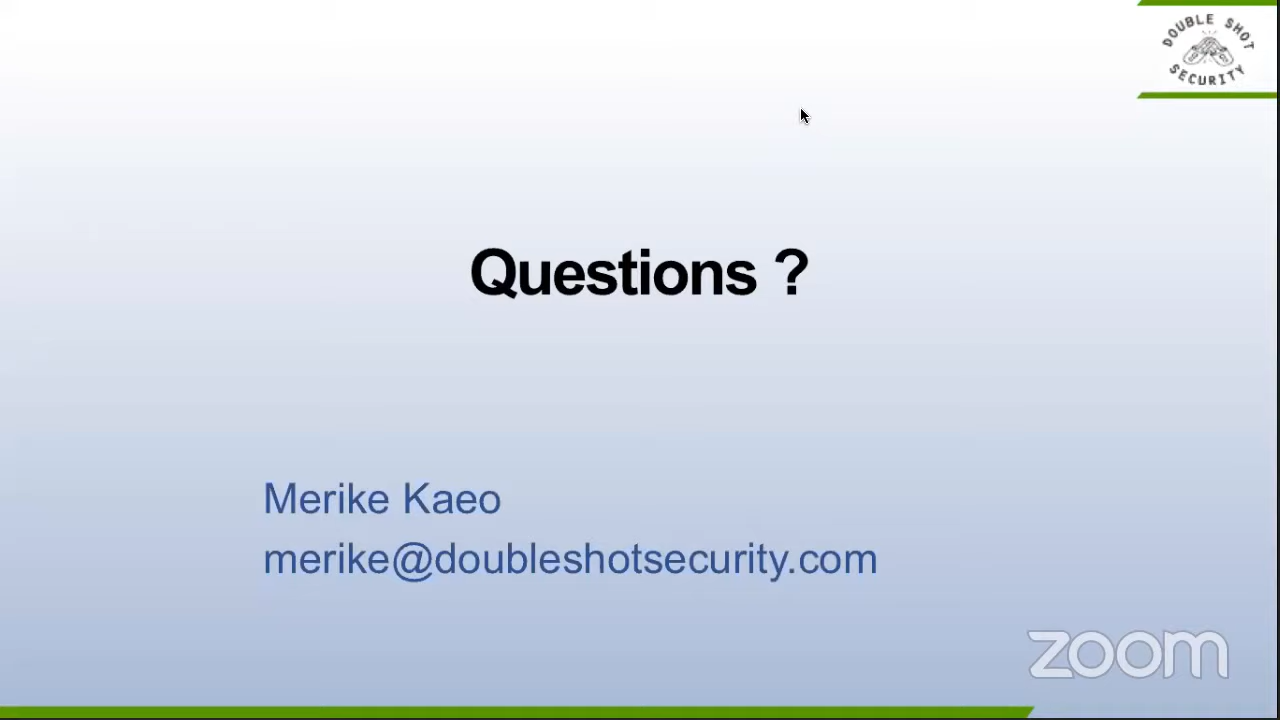 DOUBLE SHOT
SECURITY
Questions ?
Merike Kaeo
merike@doubleshotsecurity.com
zoom